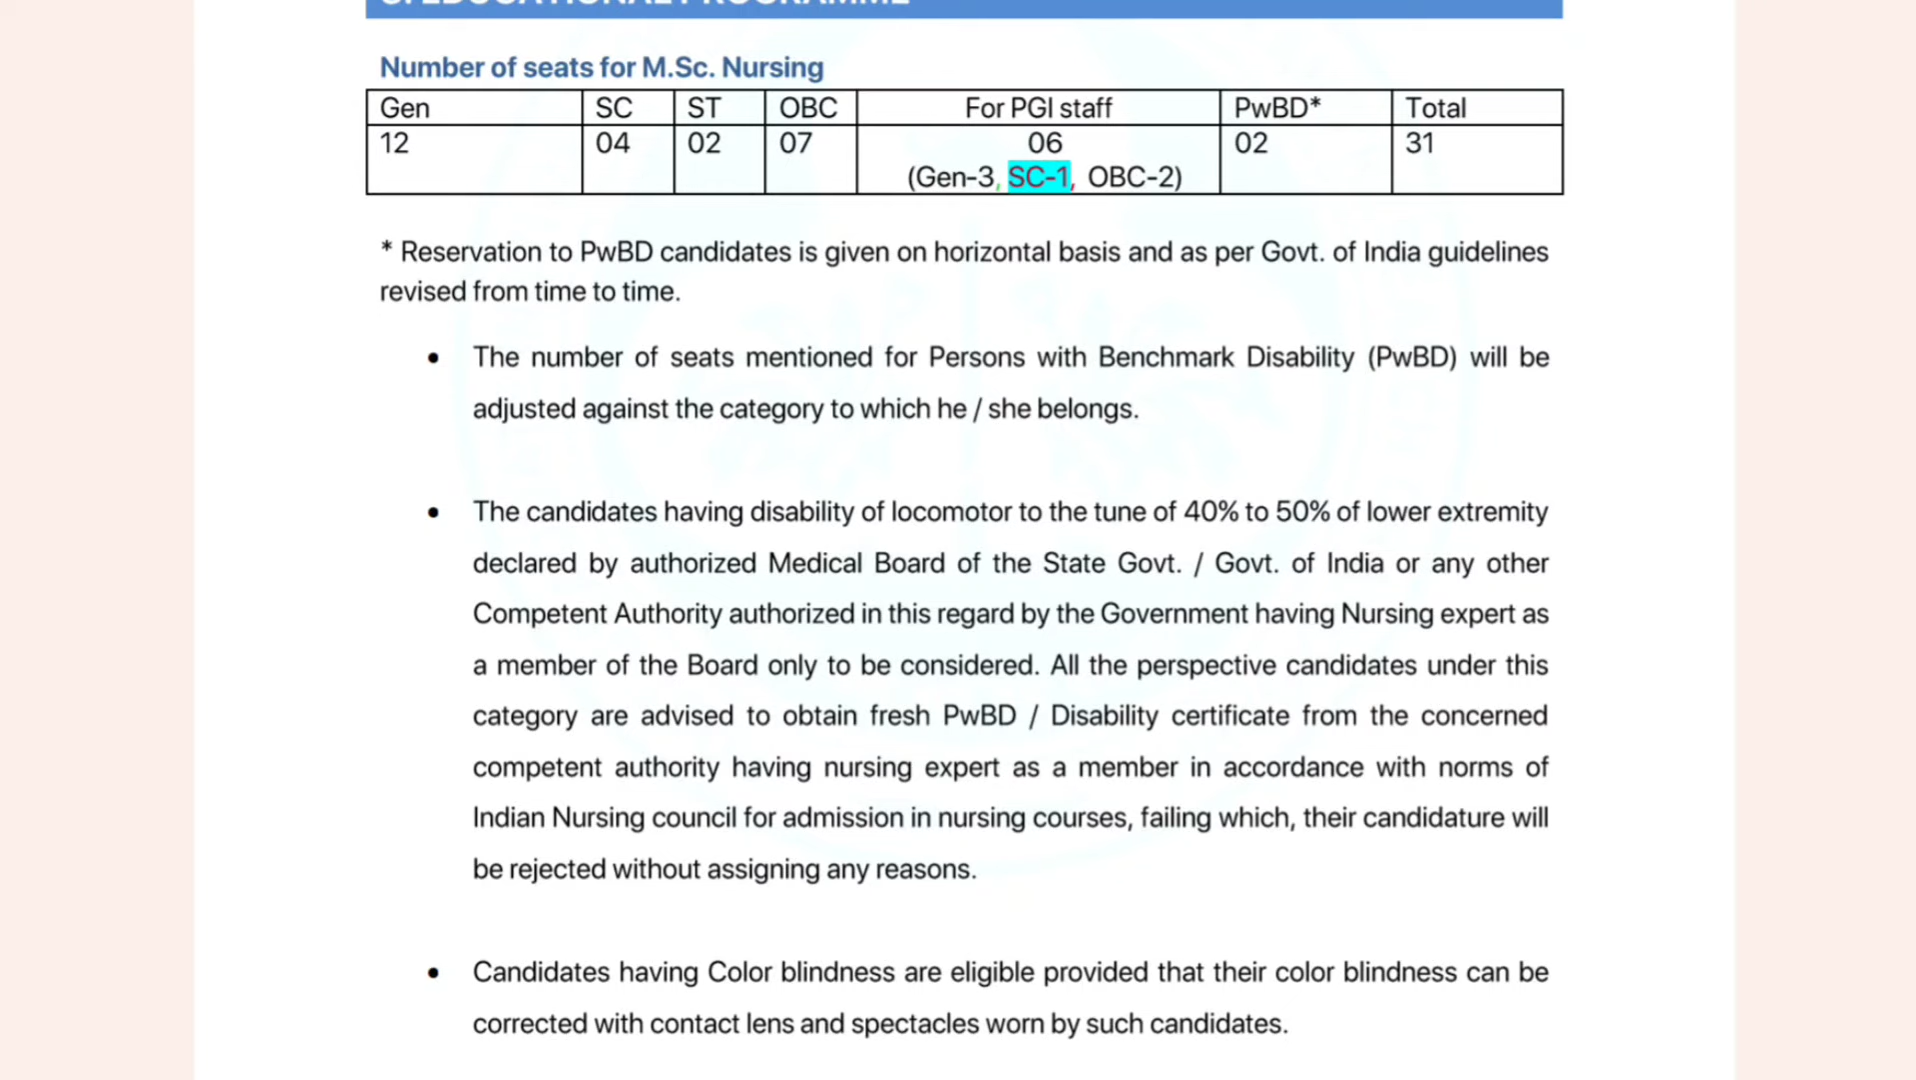 Number of seats for M.Sc. Nursing
Gen SC ST OBC For PGI staff PwBD* Total
12 04 02 07 06 02 31
(Gen-3, SC-1, OBC-2)
* Reservation to PwBD candidates is given on horizontal basis and as per Govt. of India guidelines
revised from time to time.
• The number of seats mentioned for Persons with Benchmark Disability (PwBD) will be
adjusted against the category to which he / she belongs.
• The candidates having disability of locomotor to the tune of 40% to 50% of lower extremity
declared by authorized Medical Board of the State Govt. / Govt. of India or any other
Competent Authority authorized in this regard by the Government having Nursing expert as
a member of the Board only to be considered. All the perspective candidates under this
category are advised to obtain fresh PwBD / Disability certificate from the concerned
competent authority having nursing expert as a member in accordance with norms of
Indian Nursing council for admission in nursing courses, failing which, their candidature will
be rejected without assigning any reasons.
• Candidates having Color blindness are eligible provided that their color blindness can be
corrected with contact lens and spectacles worn by such candidates.